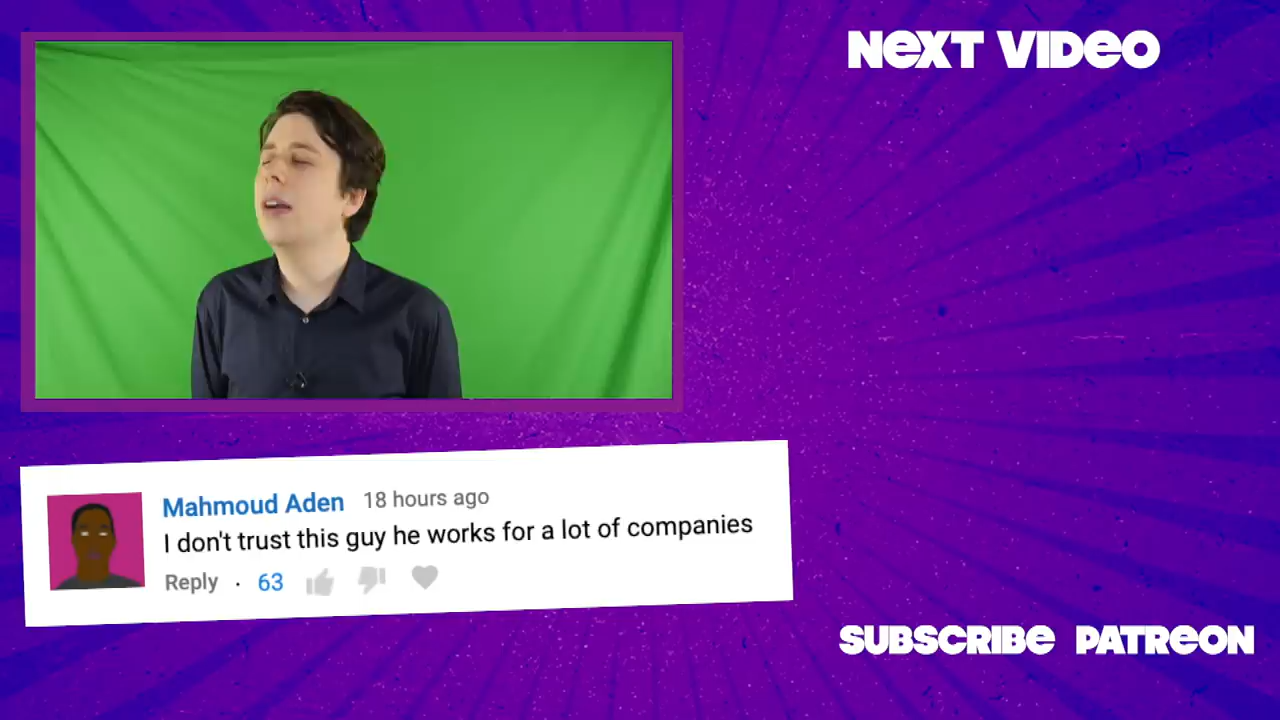 NEXT VIDEO
Mahmoud Aden 18 hours ago
I don't trust this guy he works for a lot of companies
Reply · 63
SUBSCRIBE PATREON